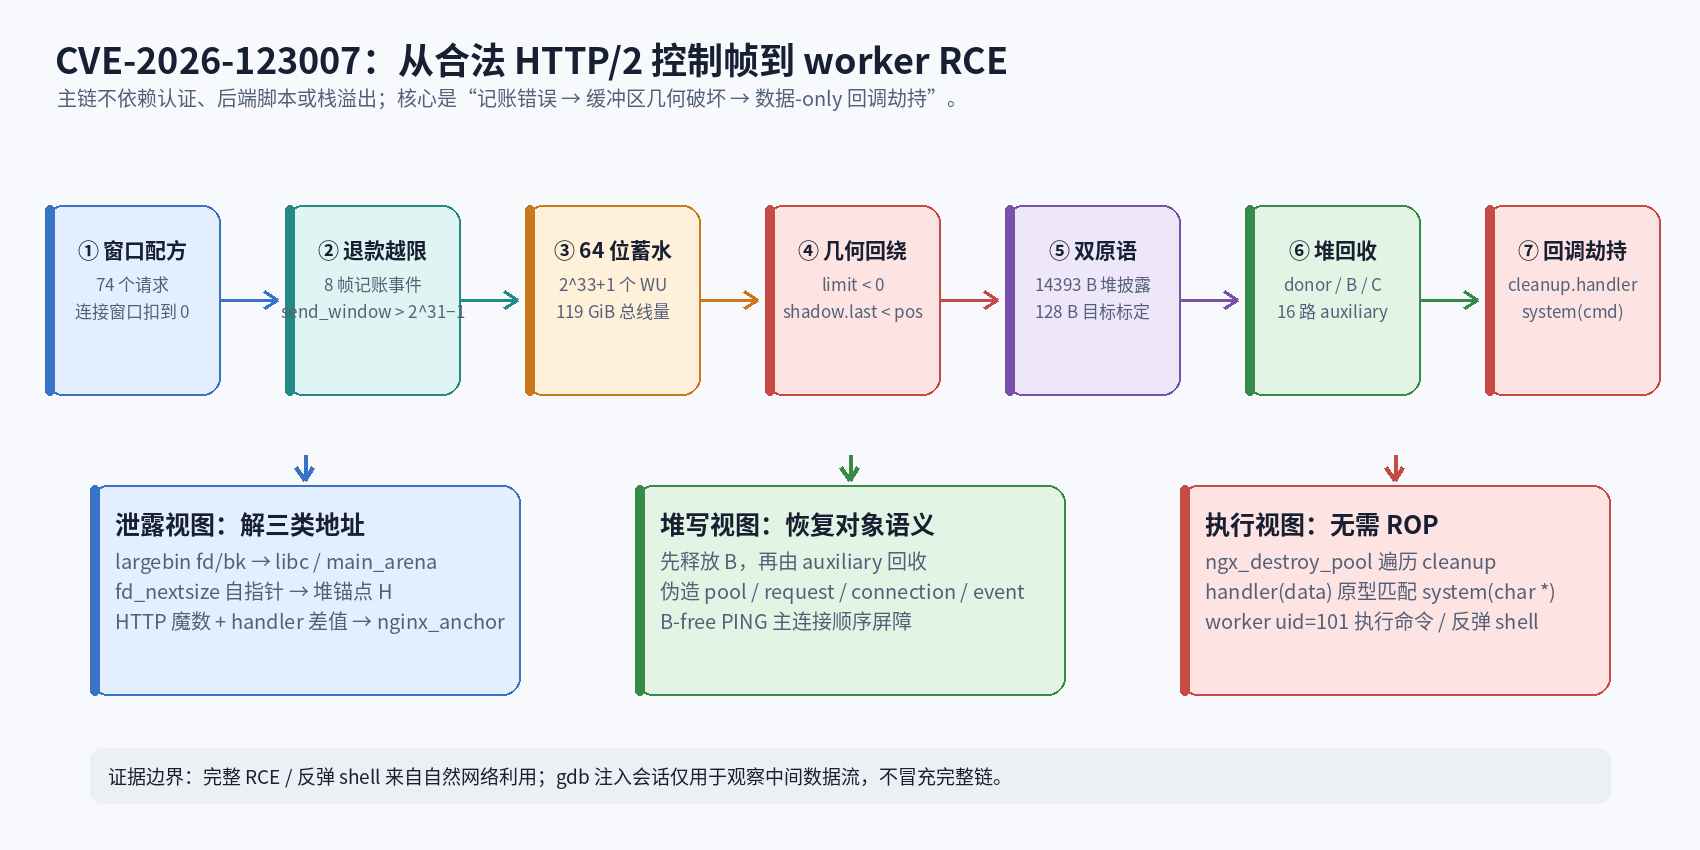 CVE-2026-123007：从合法 HTTP/2 控制帧到 worker RCE
主链不依赖认证、后端脚本或栈溢出；核心是“记账错误 → 缓冲区几何破坏 → 数据-only 回调劫持”。
① 窗口配方
74 个请求
连接窗口扣到 0
② 退款越限
8 帧记账事件
send_window > 2^31−1
③ 64 位蓄水
2^33+1 个 WU
119 GiB 总线量
④ 几何回绕
limit < 0
shadow.last < pos
⑤ 双原语
14393 B 堆披露
128 B 目标标定
⑥ 堆回收
donor / B / C
16 路 auxiliary
⑦ 回调劫持
cleanup.handler
system(cmd)
泄露视图：解三类地址
largebin fd/bk → libc / main_arena
fd_nextsize 自指针 → 堆锚点 H
HTTP 魔数 + handler 差值 → nginx_anchor
堆写视图：恢复对象语义
先释放 B，再由 auxiliary 回收
伪造 pool / request / connection / event
B-free PING 主连接顺序屏障
执行视图：无需 ROP
ngx_destroy_pool 遍历 cleanup
handler(data) 原型匹配 system(char *)
worker uid=101 执行命令 / 反弹 shell
证据边界：完整 RCE / 反弹 shell 来自自然网络利用；gdb 注入会话仅用于观察中间数据流，不冒充完整链。